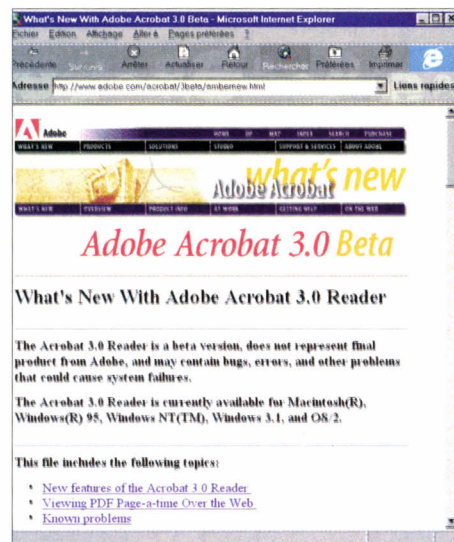 What's New With Adobe Acrobat 3.0 Beta - Microsoft Internet Explorer
Fichier Edition Affichage Aller à Pages préférées ?
Précédente Suivante Arrêter Actualiser Retour Rechercher Préférées Imprimer
Adresse http://www.adobe.com/acrobat/3beta/ambernew.html Liens rapides
Adobe HOME UP MAP INDEX SEARCH PURCHASE
WHAT'S NEW PRODUCTS SOLUTIONS STUDIO SUPPORT & SERVICES ABOUT ADOBE
Adobe Acrobat what's new
WHAT'S NEW OVERVIEW PRODUCT INFO AT WORK GETTING HELP ON THE WEB
Adobe Acrobat 3.0 Beta
What's New With Adobe Acrobat 3.0 Reader
The Acrobat 3.0 Reader is a beta version, does not represent final
product from Adobe, and may contain bugs, errors, and other problems
that could cause system failures.
The Acrobat 3.0 Reader is currently available for Macintosh(R),
Windows(R) 95, Windows NT(TM), Windows 3.1, and OS/2.
This file includes the following topics:
New features of the Acrobat 3.0 Reader
Viewing PDF Page-a-time Over the Web
Known problems